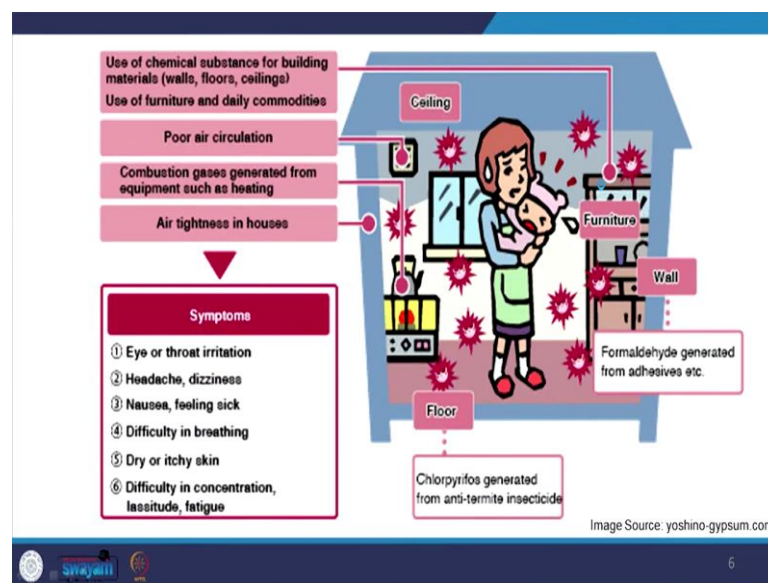 Use of chemical substance for building
materials (walls, floors, ceilings)
Use of furniture and daily commodities
Poor air circulation
Combustion gases generated from
equipment such as heating
Air tightness in houses
Symptoms
① Eye or throat irritation
② Headache, dizziness
③ Nausea, feeling sick
④ Difficulty in breathing
⑤ Dry or itchy skin
⑥ Difficulty in concentration,
lassitude, fatigue
Ceiling
Furniture
Wall
Formaldehyde generated
from adhesives etc.
Floor
Chlorpyrifos generated
from anti-termite insecticide
Image Source: yoshino-gypsum.com
swayam
6